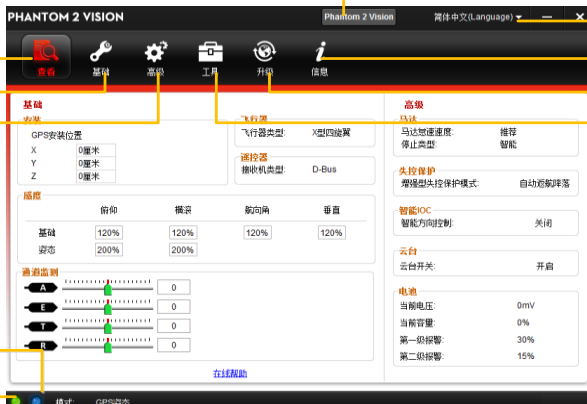 PHANTOM 2 VISION
Phantom 2 Vision
简体中文(Language)
查看
基础
高级
工具
升级
信息
基础
安装
GPS安装位置
X 0厘米
Y 0厘米
Z 0厘米
飞行器
飞行器类型: X型四旋翼
遥控器
接收机类型: D-Bus
感度
俯仰 横滚 航向角 垂直
基础 120% 120% 120% 120%
姿态 200% 200%
通道监测
A 0
E 0
T 0
R 0
在线帮助
高级
马达
马达怠速速度: 推荐
停止类型: 智能
失控保护
增强型失控保护模式: 自动返航降落
智能IOC
智能方向控制: 关闭
云台
云台开关: 开启
电池
当前电压: 0mV
当前容量: 0%
第一级报警: 30%
第二级报警: 15%
模式: GPS姿态